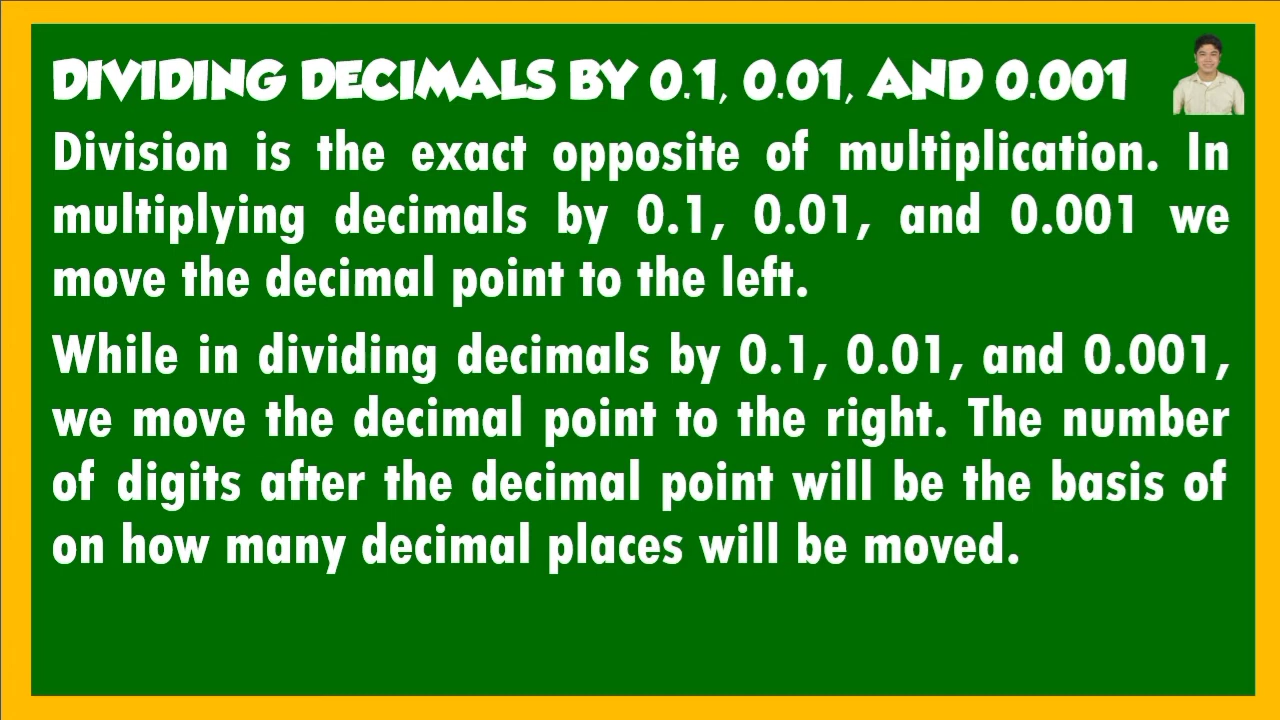 DIVIDING DECIMALS BY 0.1, 0.01, AND 0.001
Division is the exact opposite of multiplication. In
multiplying decimals by 0.1, 0.01, and 0.001 we
move the decimal point to the left.
While in dividing decimals by 0.1, 0.01, and 0.001,
we move the decimal point to the right. The number
of digits after the decimal point will be the basis of
on how many decimal places will be moved.